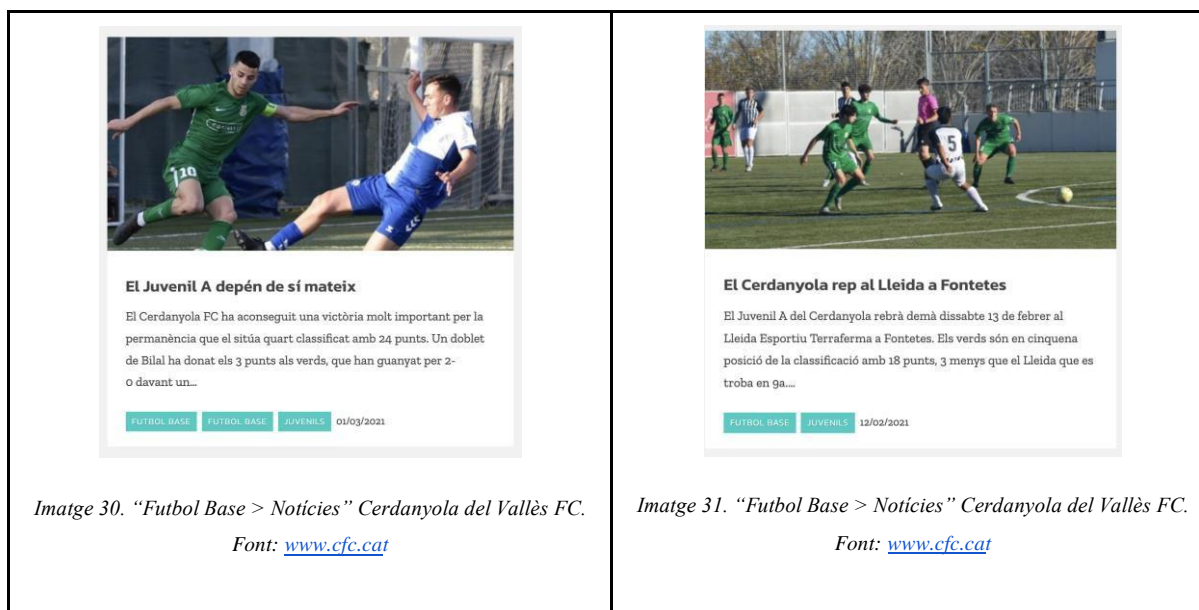 10
El Juvenil A depén de sí mateix
El Cerdanyola FC ha aconseguit una victòria molt important per la
permanència que el sitúa quart classificat amb 24 punts. Un doblet
de Bilal ha donat els 3 punts als verds, que han guanyat per 2-
0 davant un...
FUTBOL BASE FUTBOL BASE JUVENILS 01/03/2021
Imatge 30. “Futbol Base > Notícies” Cerdanyola del Vallès FC.
Font: www.cfc.cat
5
El Cerdanyola rep al Lleida a Fontetes
El Juvenil A del Cerdanyola rebrà demà dissabte 13 de febrer al
Lleida Esportiu Terraferma a Fontetes. Els verds són en cinquena
posició de la classificació amb 18 punts, 3 menys que el Lleida que es
troba en 9a....
FUTBOL BASE JUVENILS 12/02/2021
Imatge 31. “Futbol Base > Notícies” Cerdanyola del Vallès FC.
Font: www.cfc.cat